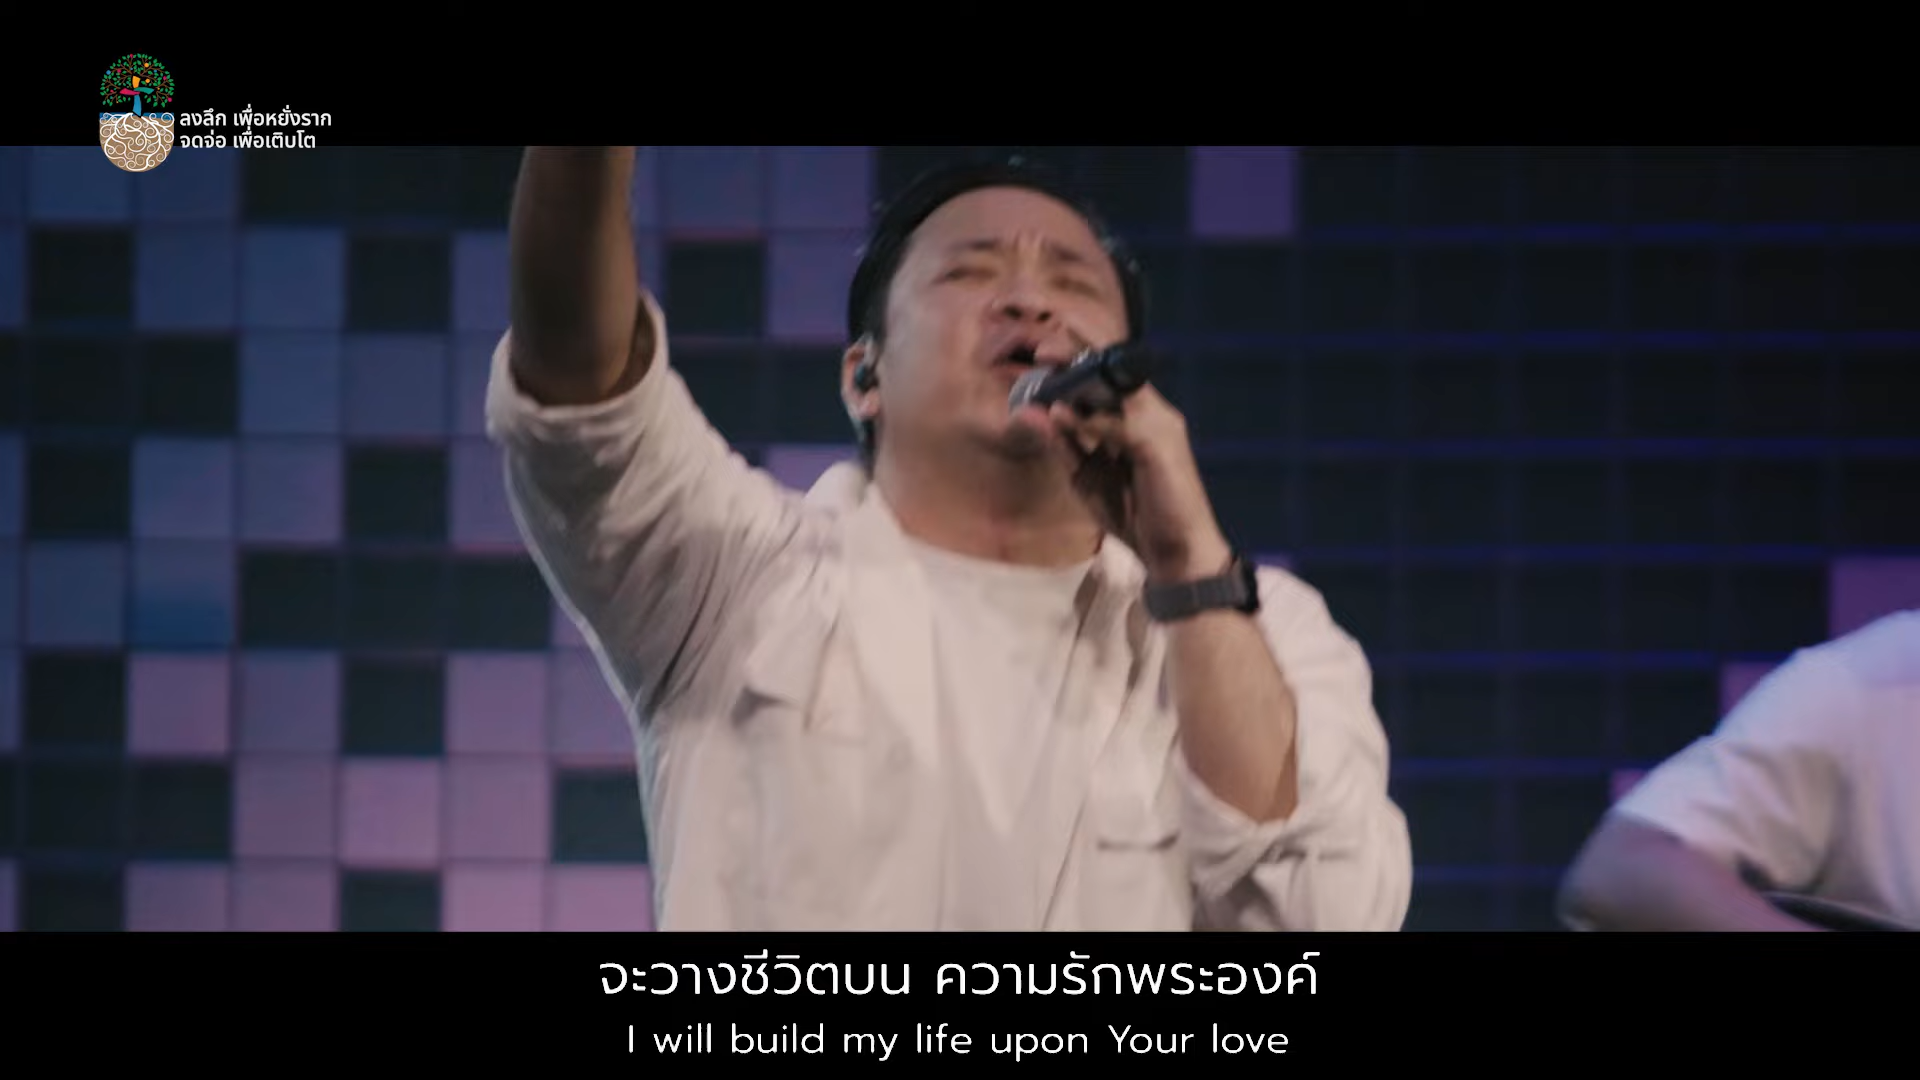 ลงลึก เพื่อหยั่งราก
จดจ่อ เพื่อเติบโต
จะวางชีวิตบน ความรักพระองค์
I will build my life upon Your love